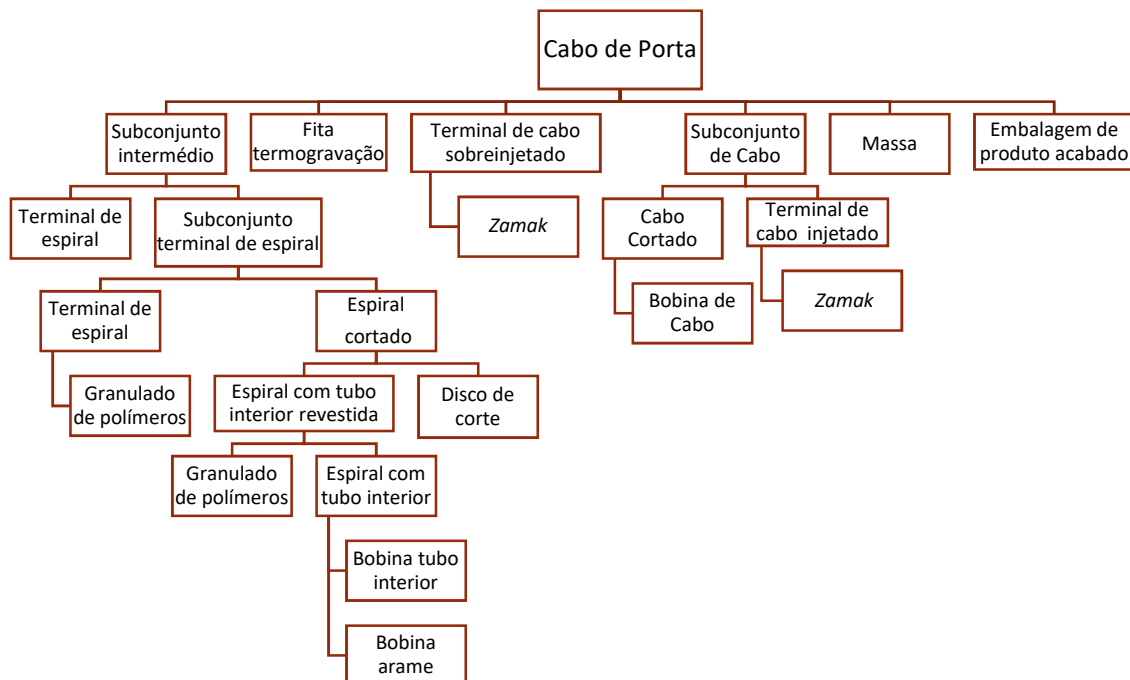 Cabo de Porta
Subconjunto
intermédio
Fita
termogravação
Terminal de cabo
sobreinjetado
Subconjunto
de Cabo
Massa
Embalagem de
produto acabado
Terminal de
espiral
Subconjunto
terminal de espiral
Zamak
Cabo
Cortado
Terminal de
cabo injetado
Terminal de
espiral
Espiral
cortado
Bobina de
Cabo
Zamak
Granulado
de polímeros
Espiral com tubo
interior revestida
Disco de
corte
Granulado
de polímeros
Espiral com
tubo interior
Bobina tubo
interior
Bobina
arame